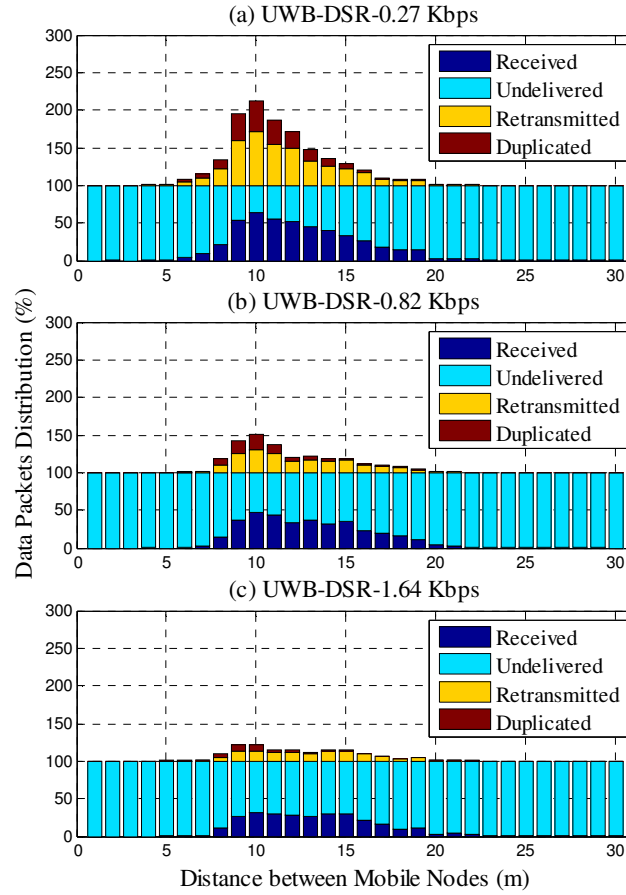 (a) UWB-DSR-0.27 Kbps
300
250
200
150
100
50
0
Received
Undelivered
Retransmitted
Duplicated
0 5 10 15 20 25 30
(b) UWB-DSR-0.82 Kbps
300
250
200
150
100
50
0
Received
Undelivered
Retransmitted
Duplicated
0 5 10 15 20 25 30
(c) UWB-DSR-1.64 Kbps
300
250
200
150
100
50
0
Received
Undelivered
Retransmitted
Duplicated
0 5 10 15 20 25 30
Data Packets Distribution (%)
Distance between Mobile Nodes (m)